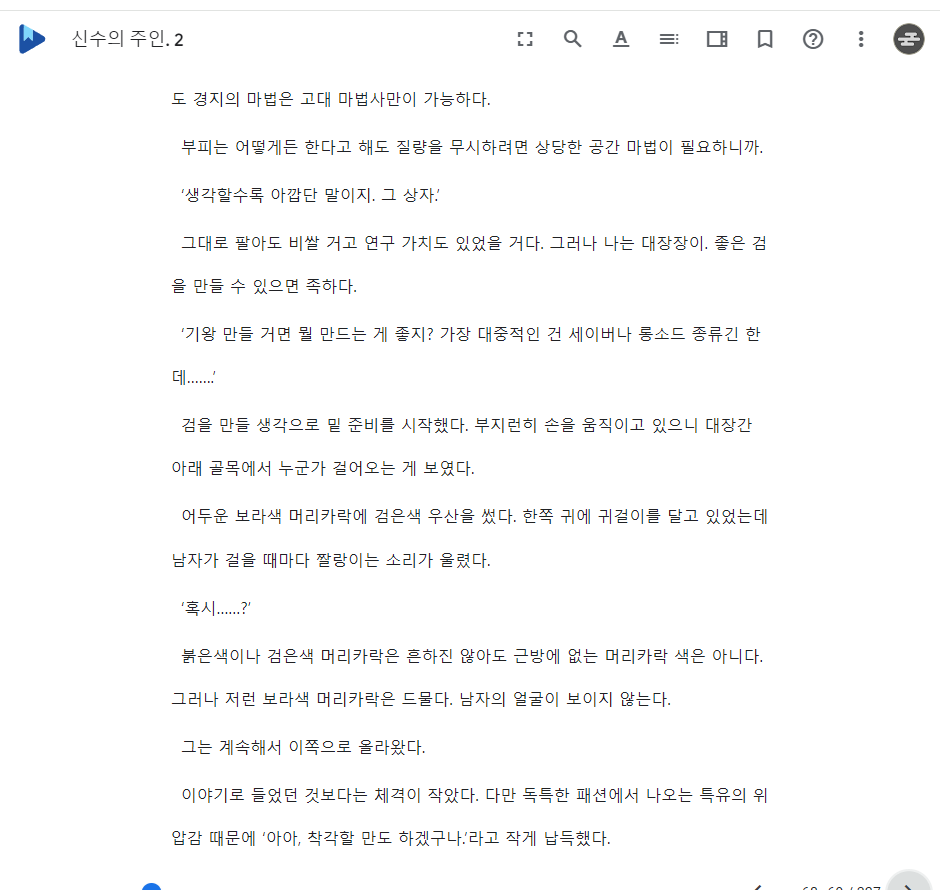 신수의 주인. 2
도 경지의 마법은 고대 마법사만이 가능하다.
부피는 어떻게든 한다고 해도 질량을 무시하려면 상당한 공간 마법이 필요하니까.
‘생각할수록 아깝단 말이지. 그 상자.’
그대로 팔아도 비쌀 거고 연구 가치도 있었을 거다. 그러나 나는 대장장이. 좋은 검
을 만들 수 있으면 족하다.
‘기왕 만들 거면 뭘 만드는 게 좋지? 가장 대중적인 건 세이버나 롱소드 종류긴 한
데……’
검을 만들 생각으로 밑 준비를 시작했다. 부지런히 손을 움직이고 있으니 대장간
아래 골목에서 누군가 걸어오는 게 보였다.
어두운 보라색 머리카락에 검은색 우산을 썼다. 한쪽 귀에 귀걸이를 달고 있었는데
남자가 걸을 때마다 짤랑이는 소리가 울렸다.
‘혹시……?’
붉은색이나 검은색 머리카락은 흔하진 않아도 근방에 없는 머리카락 색은 아니다.
그러나 저런 보라색 머리카락은 드물다. 남자의 얼굴이 보이지 않는다.
그는 계속해서 이쪽으로 올라왔다.
이야기로 들었던 것보다는 체격이 작았다. 다만 독특한 패션에서 나오는 특유의 위
압감 때문에 ‘아아, 착각할 만도 하겠구나.’라고 작게 납득했다.